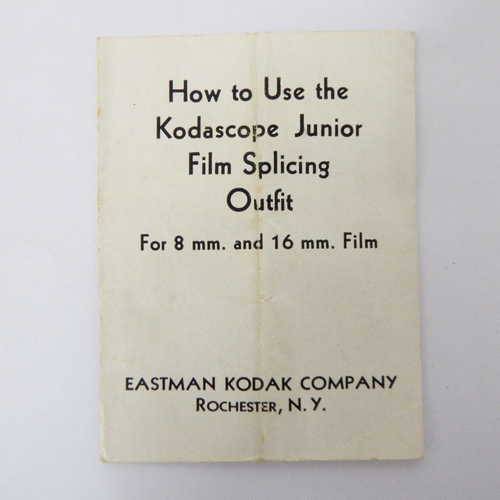 How to Use the
Kodascope Junior
Film Splicing
Outfit
For 8 mm. and 16 mm. Film
EASTMAN KODAK COMPANY
ROCHESTER, N. Y.